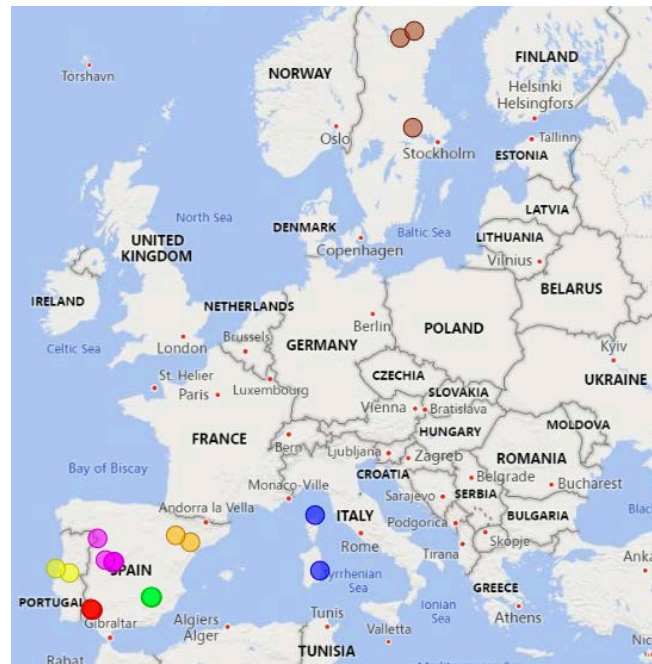 FINLAND
NORWAY
Helsinki
Helsingfors
Tórshavn
Oslo
Tallinn
Stockholm
ESTONIA
North Sea
LATVIA
DENMARK
Baltic Sea
LITHUANIA
UNITED
KINGDOM
Copenhagen
Vilnius
BELARUS
IRELAND
NETHERLANDS
Berlin
POLAND
Celtic Sea
London
Brussels
GERMANY
Kyiv
CZECHIA
UKRAINE
St. Helier
Paris
Luxembourg
SLOVAKIA
Vienna
Bratislava
FRANCE
Bern
HUNGARY
MOLDOVA
Ljubljana
Zagreb
ROMANIA
Bay of Biscay
CROATIA
Belgrade
Bucharest
Monaco-Ville
Sarajevo
SERBIA
Andorra la Vella
ITALY
Podgorica
BULGARIA
Rome
Skopje
Tirana
SPAIN
Tyrrhenian
Sea
GREECE
PORTUGAL
Ionian
Sea
Athens
Gibraltar
Algiers
Alger
Tunis
Valletta
TUNISIA
Rabat